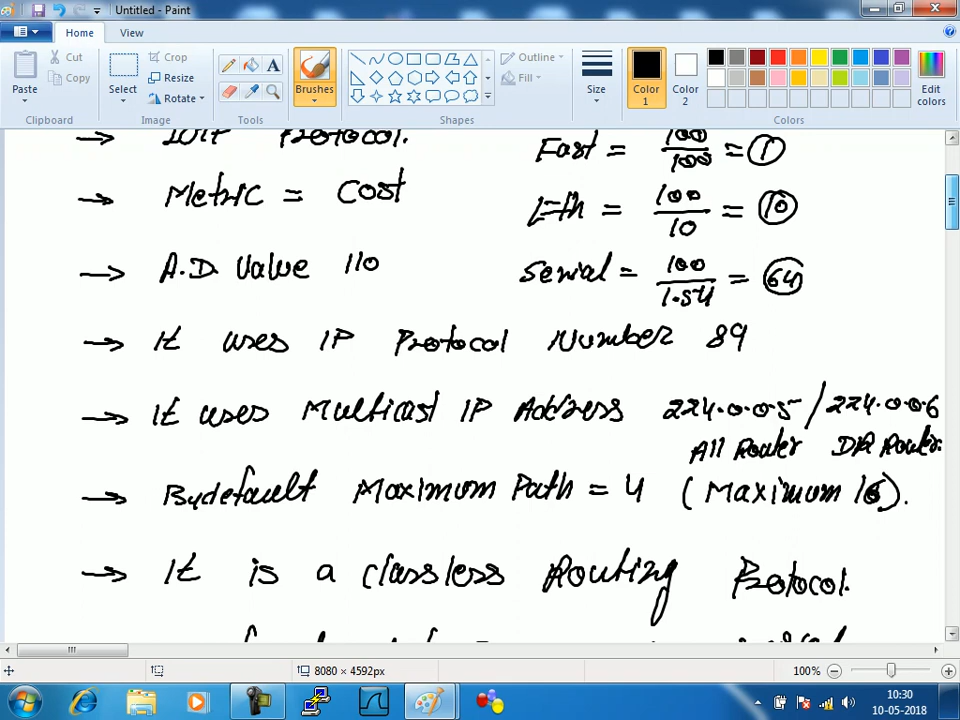 Untitled - Paint
Home
View
Paste
Cut
Copy
Clipboard
Select
Crop
Resize
Rotate
Image
Tools
Brushes
Shapes
Outline
Fill
Size
Color 1
Color 2
Edit colors
Colors
→ Protocol.
Fast = 100/100 = 1
→ Metric = Cost
Eth = 100/10 = 10
→ A.D. Value 110
Serial = 100/1.54 = 64
→ It uses IP Protocol Number 89
→ It uses Multicast IP Address 224.0.0.5 / 224.0.0.6
All Router DR Router.
→ Bydefault Maximum Path = 4 (Maximum 16).
→ It is a classless Routing Protocol.
8080 × 4592px
100%
10:30
10-05-2018